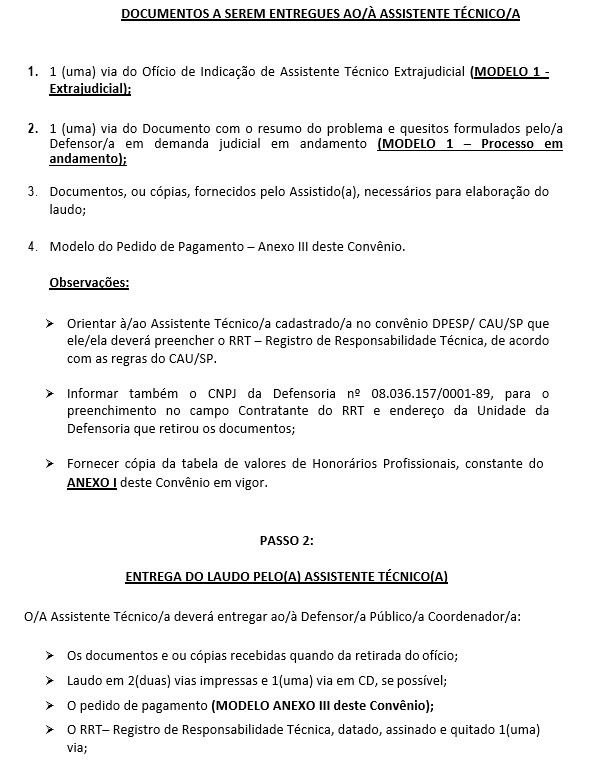 DOCUMENTOS A SEREM ENTREGUES AO/À ASSISTENTE TÉCNICO/A
1. 1 (uma) via do Ofício de Indicação de Assistente Técnico Extrajudicial (MODELO 1 -
Extrajudicial);
2. 1 (uma) via do Documento com o resumo do problema e quesitos formulados pelo/a
Defensor/a em demanda judicial em andamento (MODELO 1 – Processo em
andamento);
3. Documentos, ou cópias, fornecidos pelo Assistido(a), necessários para elaboração do
laudo;
4. Modelo do Pedido de Pagamento – Anexo III deste Convênio.
Observações:
➢ Orientar à/ao Assistente Técnico/a cadastrado/a no convênio DPESP/ CAU/SP que
ele/ela deverá preencher o RRT – Registro de Responsabilidade Técnica, de acordo
com as regras do CAU/SP.
➢ Informar também o CNPJ da Defensoria nº 08.036.157/0001-89, para o
preenchimento no campo Contratante do RRT e endereço da Unidade da
Defensoria que retirou os documentos;
➢ Fornecer cópia da tabela de valores de Honorários Profissionais, constante do
ANEXO I deste Convênio em vigor.
PASSO 2:
ENTREGA DO LAUDO PELO(A) ASSISTENTE TÉCNICO(A)
O/A Assistente Técnico/a deverá entregar ao/à Defensor/a Público/a Coordenador/a:
➢ Os documentos e ou cópias recebidas quando da retirada do ofício;
➢ Laudo em 2(duas) vias impressas e 1(uma) via em CD, se possível;
➢ O pedido de pagamento (MODELO ANEXO III deste Convênio);
➢ O RRT– Registro de Responsabilidade Técnica, datado, assinado e quitado 1(uma)
via;